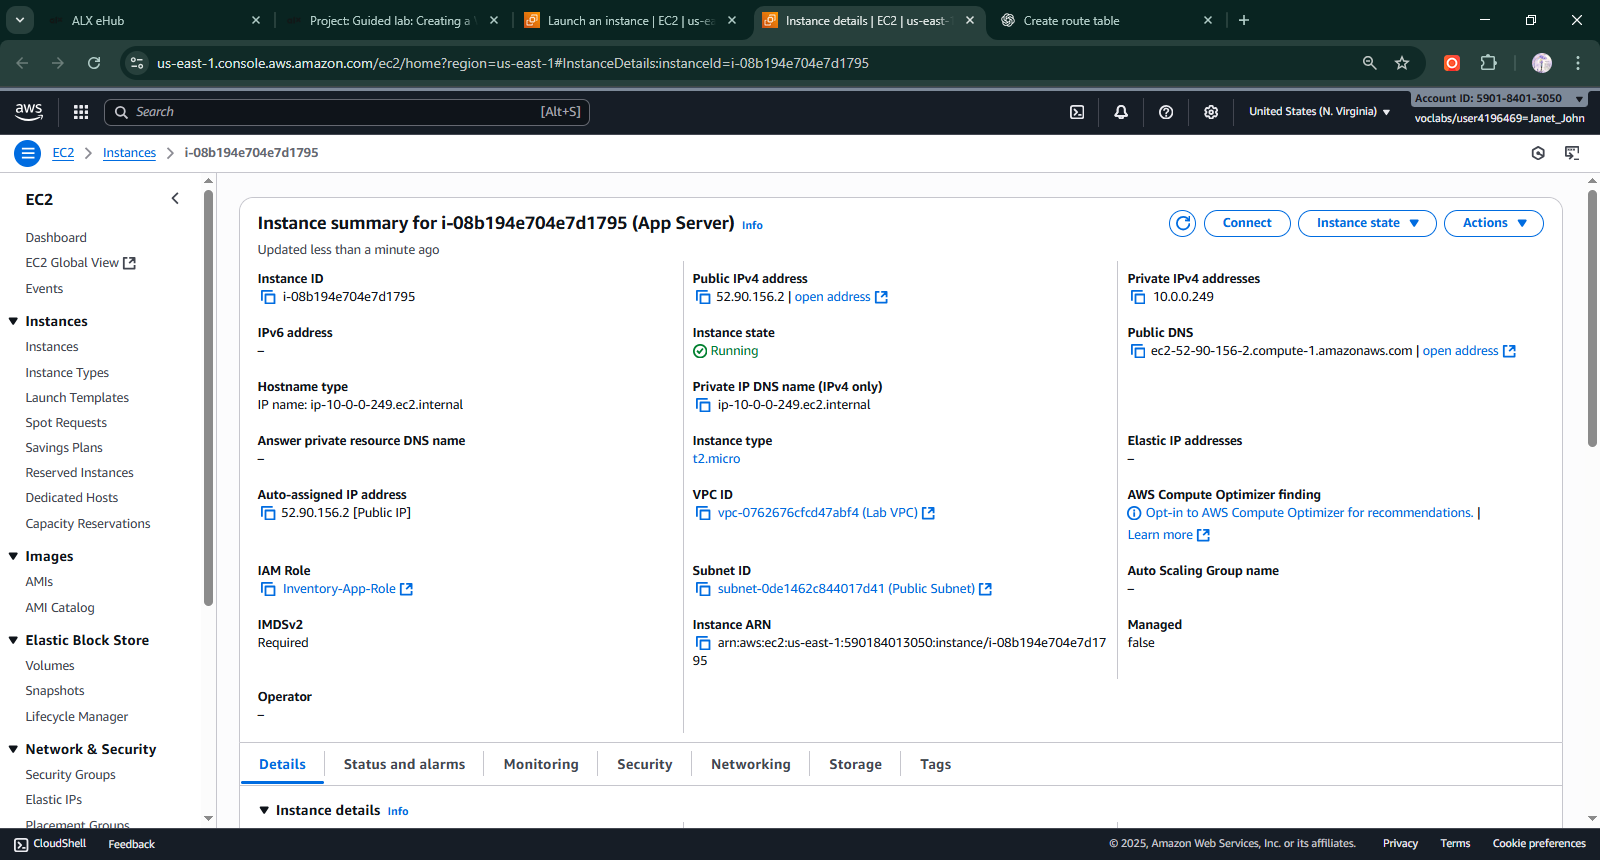 ALX eHub
Project: Guided lab: Creating a
Launch an instance | EC2 | us-ea
Instance details | EC2 | us-east-1
Create route table
us-east-1.console.aws.amazon.com/ec2/home?region=us-east-1#InstanceDetails:instanceId=i-08b194e704e7d1795
aws
Search
[Alt+S]
United States (N. Virginia)
Account ID: 5901-8401-3050
voclabs/user4196469=Janet_John
EC2
Instances
i-08b194e704e7d1795
EC2
Dashboard
EC2 Global View
Events
Instances
Instances
Instance Types
Launch Templates
Spot Requests
Savings Plans
Reserved Instances
Dedicated Hosts
Capacity Reservations
Images
AMIs
AMI Catalog
Elastic Block Store
Volumes
Snapshots
Lifecycle Manager
Network & Security
Security Groups
Elastic IPs
Placement Groups
Instance summary for i-08b194e704e7d1795 (App Server) Info
Updated less than a minute ago
Connect
Instance state
Actions
Instance ID
i-08b194e704e7d1795
Public IPv4 address
52.90.156.2 | open address
Private IPv4 addresses
10.0.0.249
IPv6 address
–
Instance state
Running
Public DNS
ec2-52-90-156-2.compute-1.amazonaws.com | open address
Hostname type
IP name: ip-10-0-0-249.ec2.internal
Private IP DNS name (IPv4 only)
ip-10-0-0-249.ec2.internal
Answer private resource DNS name
–
Instance type
t2.micro
Elastic IP addresses
–
Auto-assigned IP address
52.90.156.2 [Public IP]
VPC ID
vpc-0762676cfcd47abf4 (Lab VPC)
AWS Compute Optimizer finding
Opt-in to AWS Compute Optimizer for recommendations. |
Learn more
IAM Role
Inventory-App-Role
Subnet ID
subnet-0de1462c844017d41 (Public Subnet)
Auto Scaling Group name
–
IMDSv2
Required
Instance ARN
arn:aws:ec2:us-east-1:590184013050:instance/i-08b194e704e7d17
95
Managed
false
Operator
–
Details
Status and alarms
Monitoring
Security
Networking
Storage
Tags
Instance details Info
CloudShell
Feedback
© 2025, Amazon Web Services, Inc. or its affiliates.
Privacy
Terms
Cookie preferences